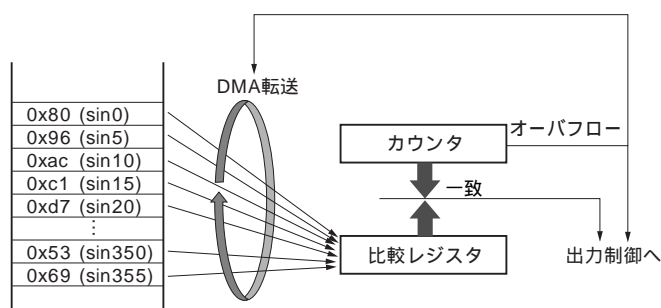 DMA転送
0x80 (sin0)
0x96 (sin5)
0xac (sin10)
0xc1 (sin15)
0xd7 (sin20)
⋮
0x53 (sin350)
0x69 (sin355)
カウンタ
オーバフロー
一致
比較レジスタ
出力制御へ